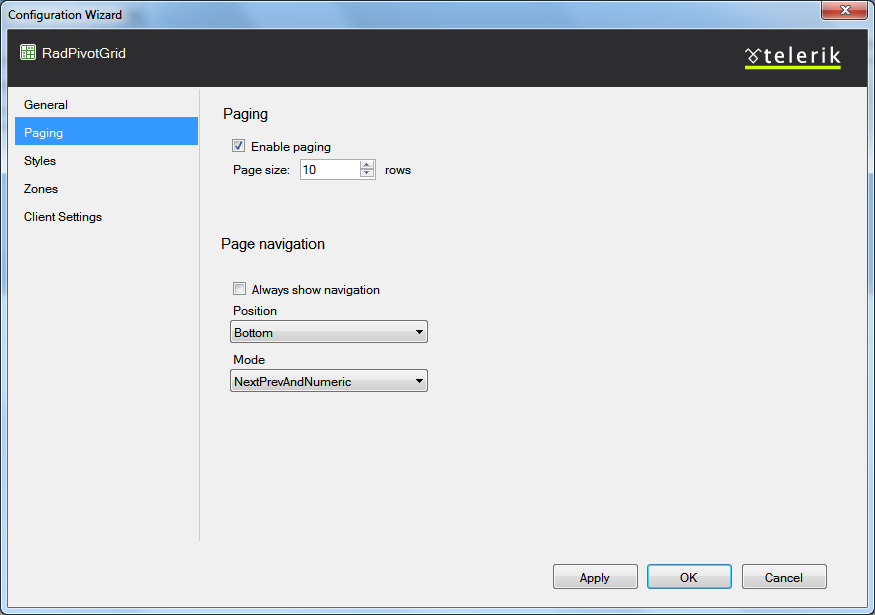 Configuration Wizard
RadPivotGrid
telerik
General
Paging
Styles
Zones
Client Settings
Paging
Enable paging
Page size: 10 rows
Page navigation
Always show navigation
Position
Bottom
Mode
NextPrevAndNumeric
Apply OK Cancel